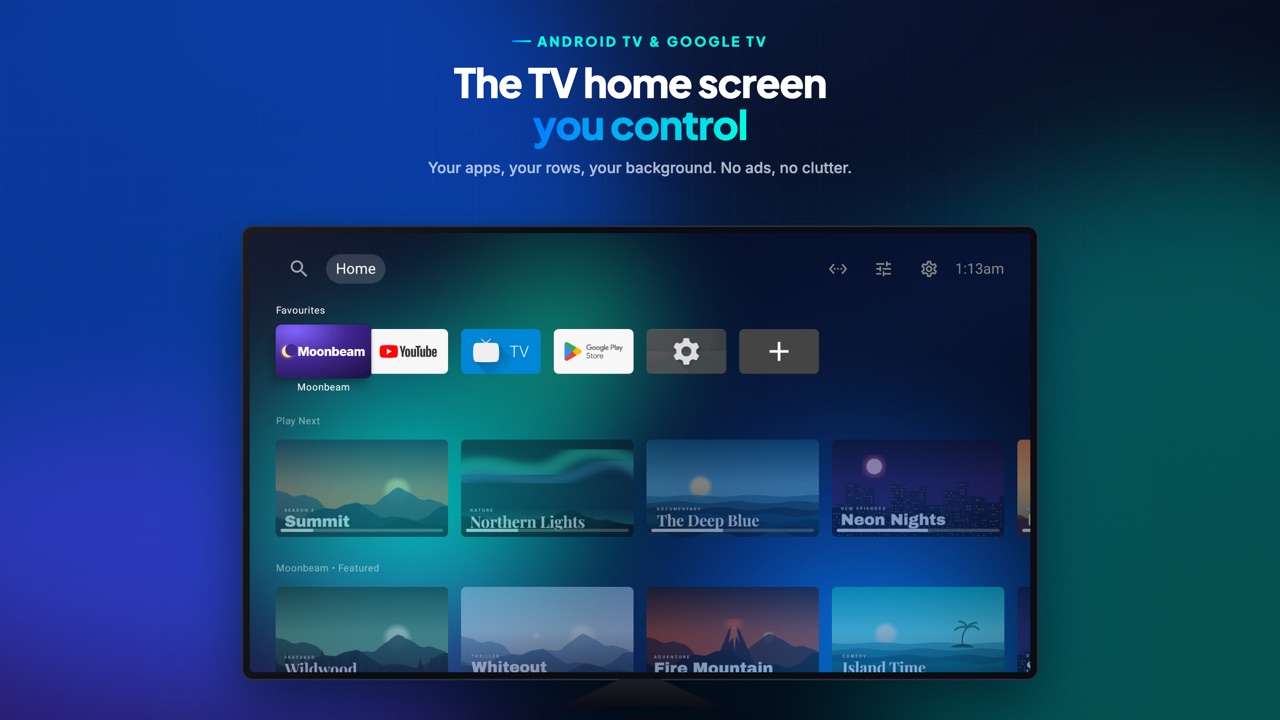 ANDROID TV & GOOGLE TV
The TV home screen
you control
Your apps, your rows, your background. No ads, no clutter.
Home
1:13am
Favourites
Moonbeam
YouTube
TV
Google Play
Store
Moonbeam
Play Next
SEASON 2
Summit
NATURE
Northern Lights
DOCUMENTARY
The Deep Blue
NEW EPISODES
Neon Nights
Moonbeam • Featured
FEATURED
Wildwood
THRILLER
Whiteout
ADVENTURE
Fire Mountain
COMEDY
Island Time